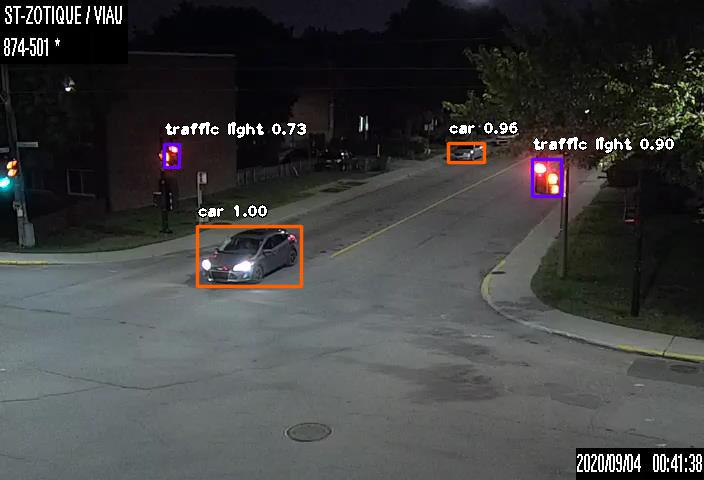 ST-ZOTIQUE / VIAU
874-501 *
traffic light 0.73
car 0.96
traffic light 0.90
car 1.00
2020/09/04 00:41:38